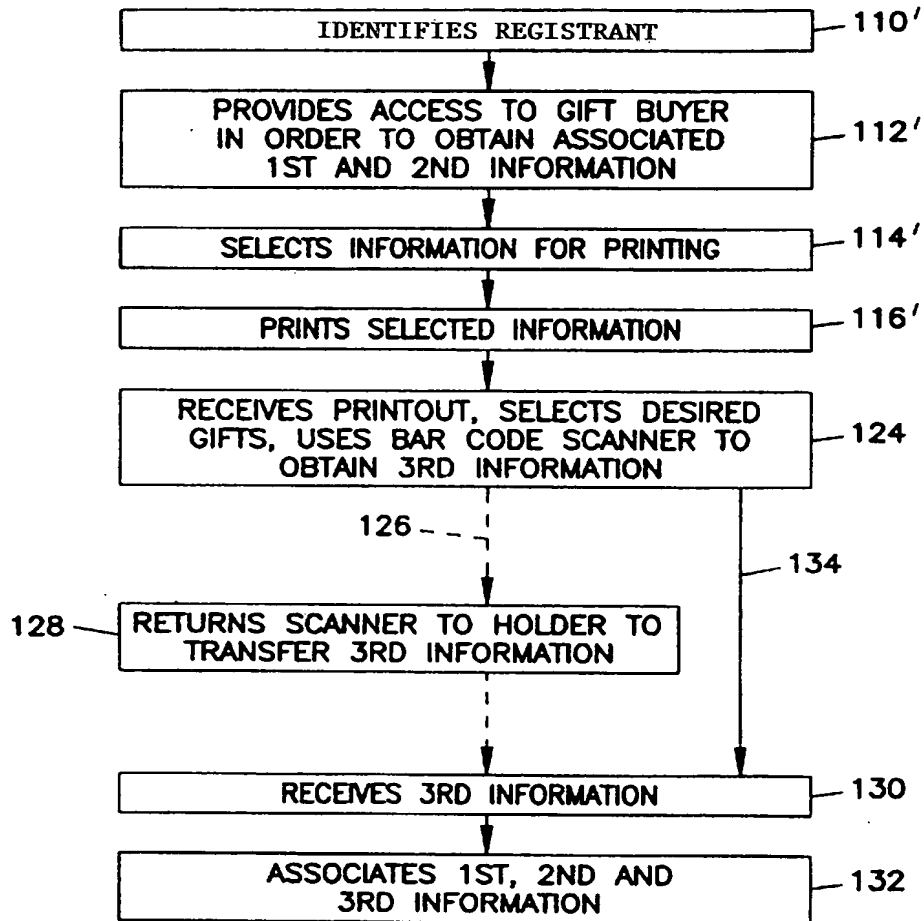 IDENTIFIES REGISTRANT
110'
PROVIDES ACCESS TO GIFT BUYER
IN ORDER TO OBTAIN ASSOCIATED
1ST AND 2ND INFORMATION
112'
SELECTS INFORMATION FOR PRINTING
114'
PRINTS SELECTED INFORMATION
116'
RECEIVES PRINTOUT, SELECTS DESIRED
GIFTS, USES BAR CODE SCANNER TO
OBTAIN 3RD INFORMATION
124
126
134
128
RETURNS SCANNER TO HOLDER TO
TRANSFER 3RD INFORMATION
RECEIVES 3RD INFORMATION
130
ASSOCIATES 1ST, 2ND AND
3RD INFORMATION
132